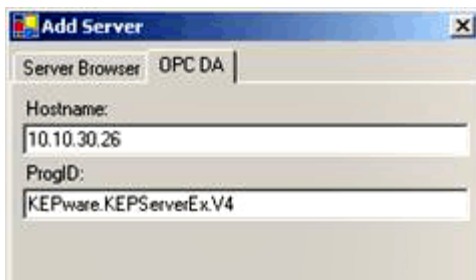 Add Server
Server Browser OPC DA
Hostname:
10.10.30.26
ProgID:
KEPware.KEPServerEx.V4